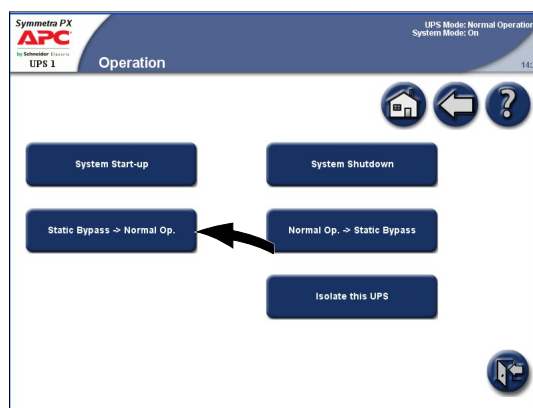 Symmetra PX
APC
by Schneider Electric
UPS 1
Operation
UPS Mode: Normal Operation
System Mode: On
14:
?
System Start-up
System Shutdown
Static Bypass -> Normal Op.
Normal Op. -> Static Bypass
Isolate this UPS